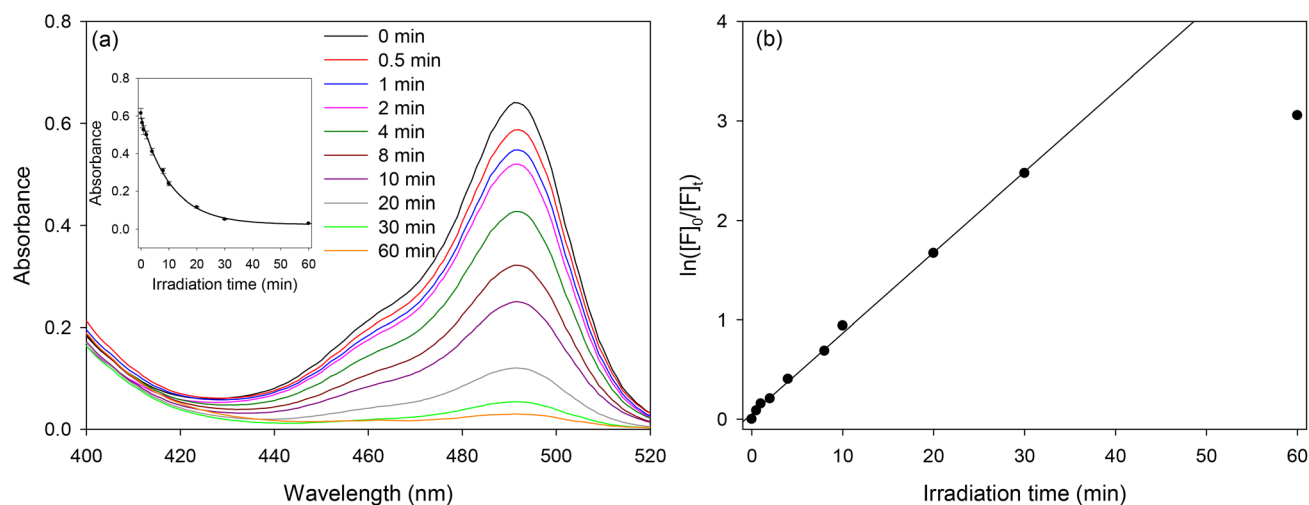 (a)
0.8
0.6
0.4
0.2
0.0
Absorbance
400
420
440
460
480
500
520
Wavelength (nm)
0 min
0.5 min
1 min
2 min
4 min
8 min
10 min
20 min
30 min
60 min
0.8
0.6
0.4
0.2
0.0
Absorbance
0 10 20 30 40 50 60
Irradiation time (min)
(b)
4
3
2
1
0
ln([F]0/[F]t)
0
10
20
30
40
50
60
Irradiation time (min)